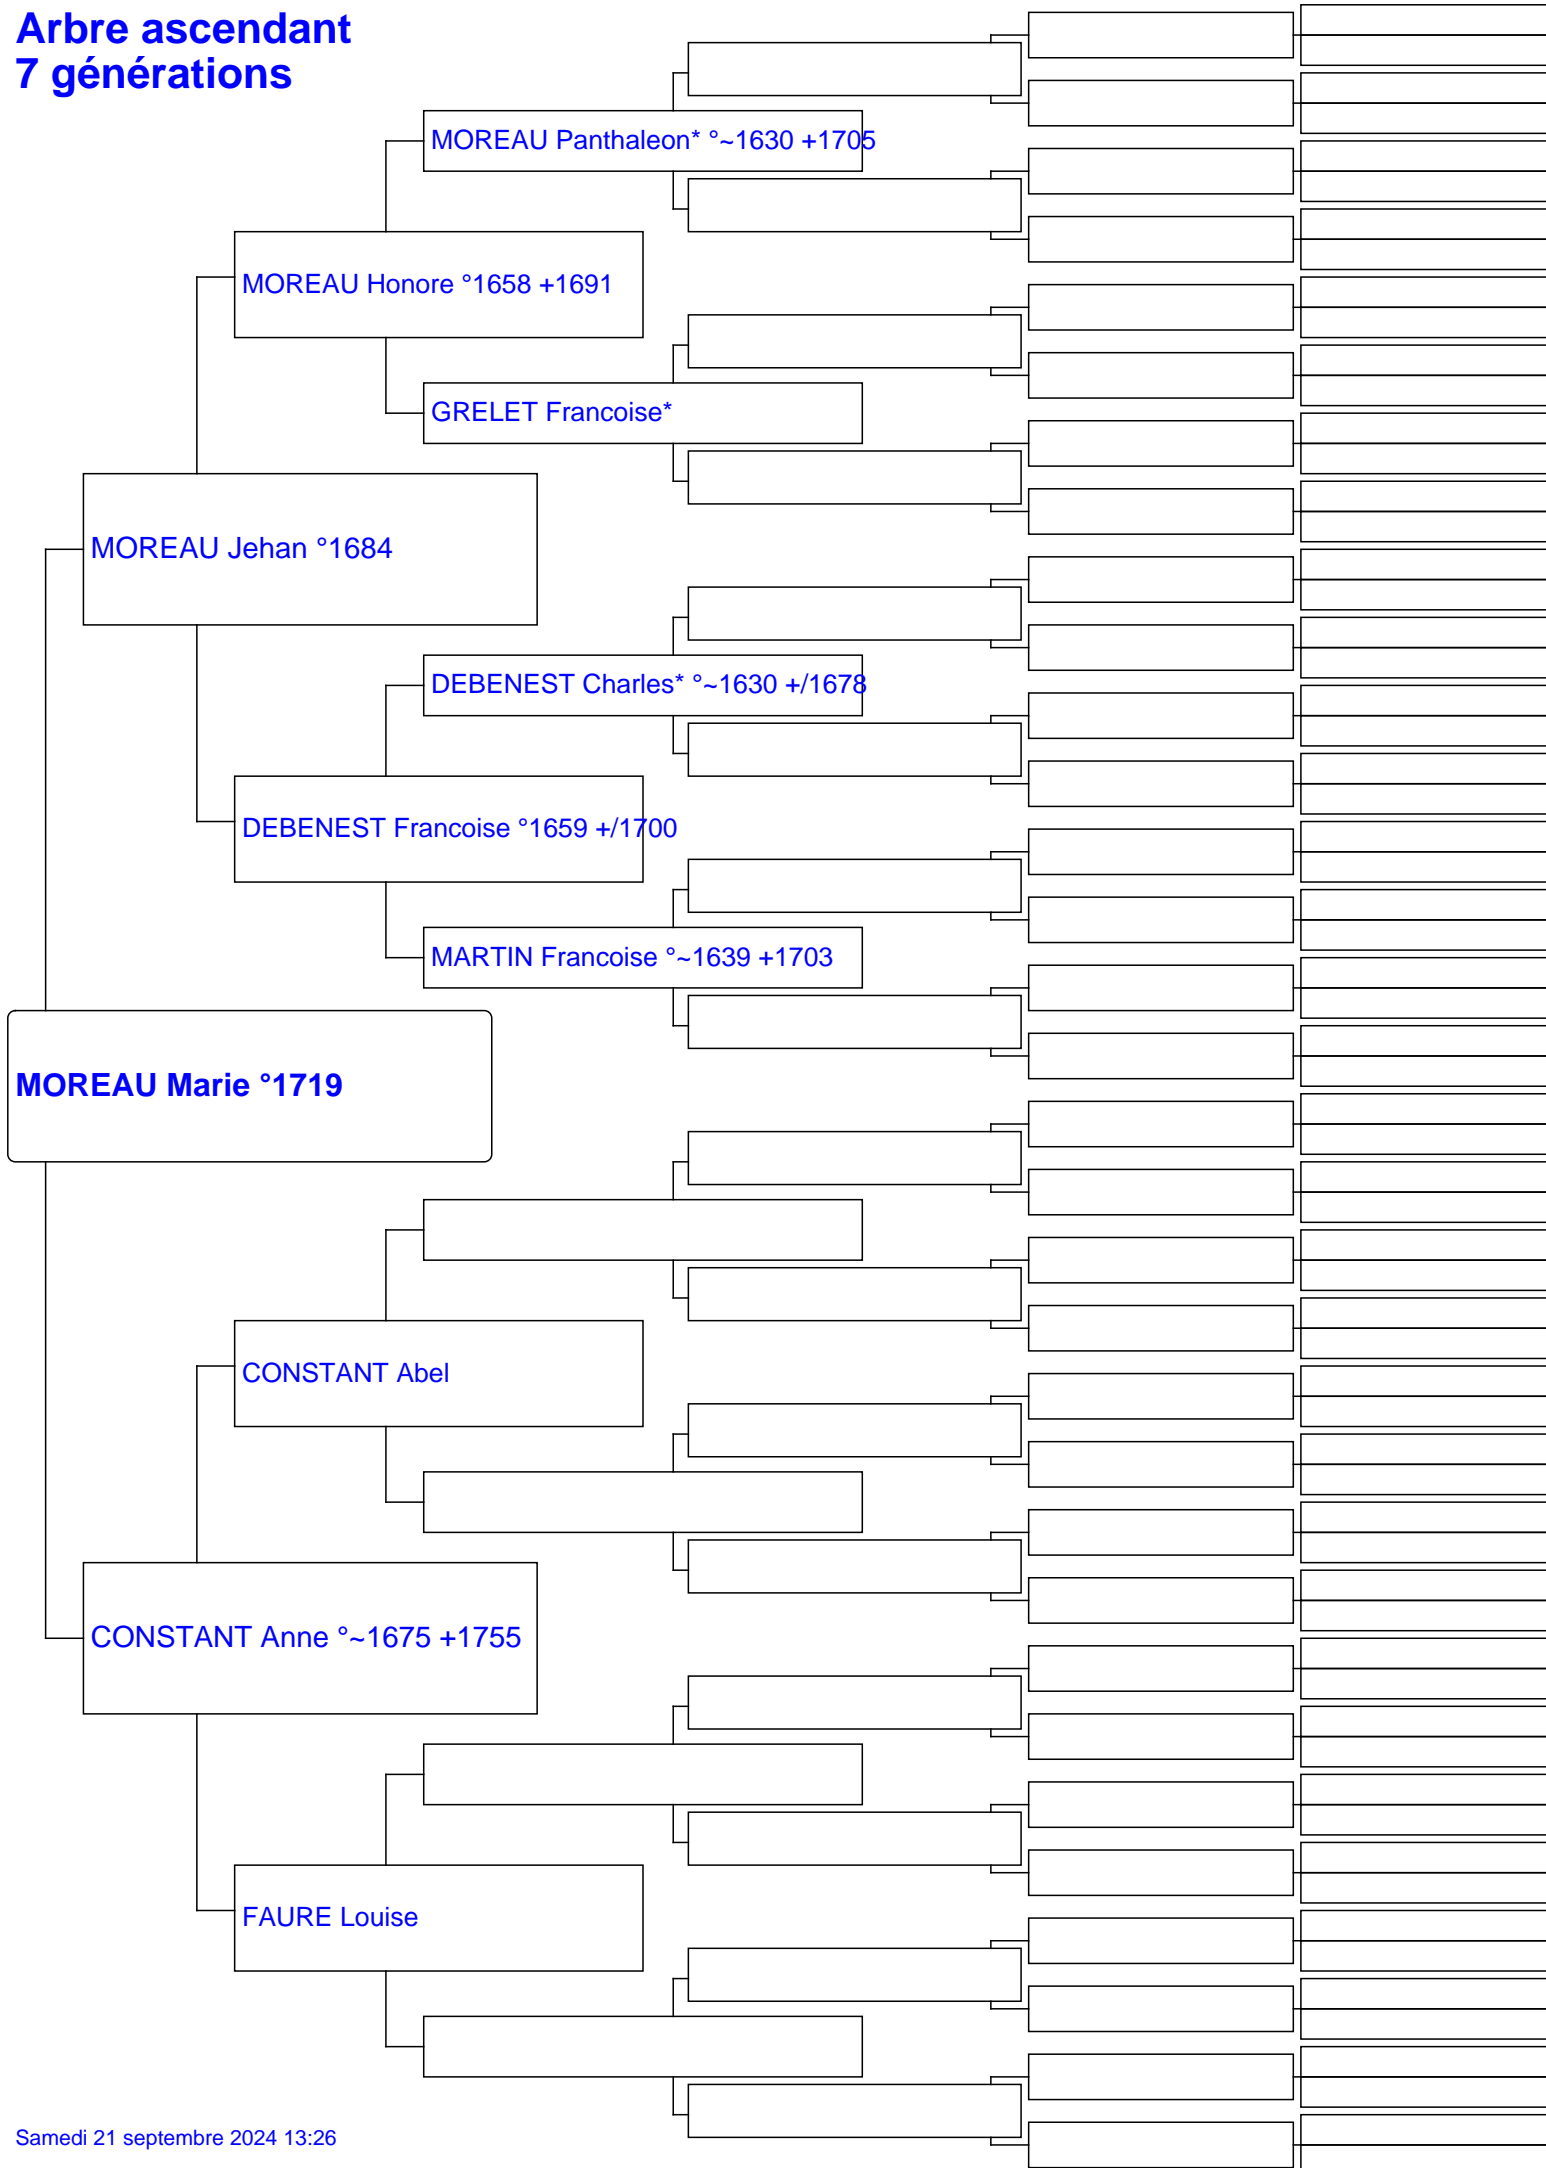 Arbre ascendant
7 générations
MOREAU Panthaleon* °~1630 +1705
MOREAU Honore °1658 +1691
GRELET Francoise*
MOREAU Jehan °1684
DEBENEST Charles* °~1630 +/1678
DEBENEST Francoise °1659 +/1700
MARTIN Francoise °~1639 +1703
MOREAU Marie °1719
CONSTANT Abel
CONSTANT Anne °~1675 +1755
FAURE Louise
Samedi 21 septembre 2024 13:26